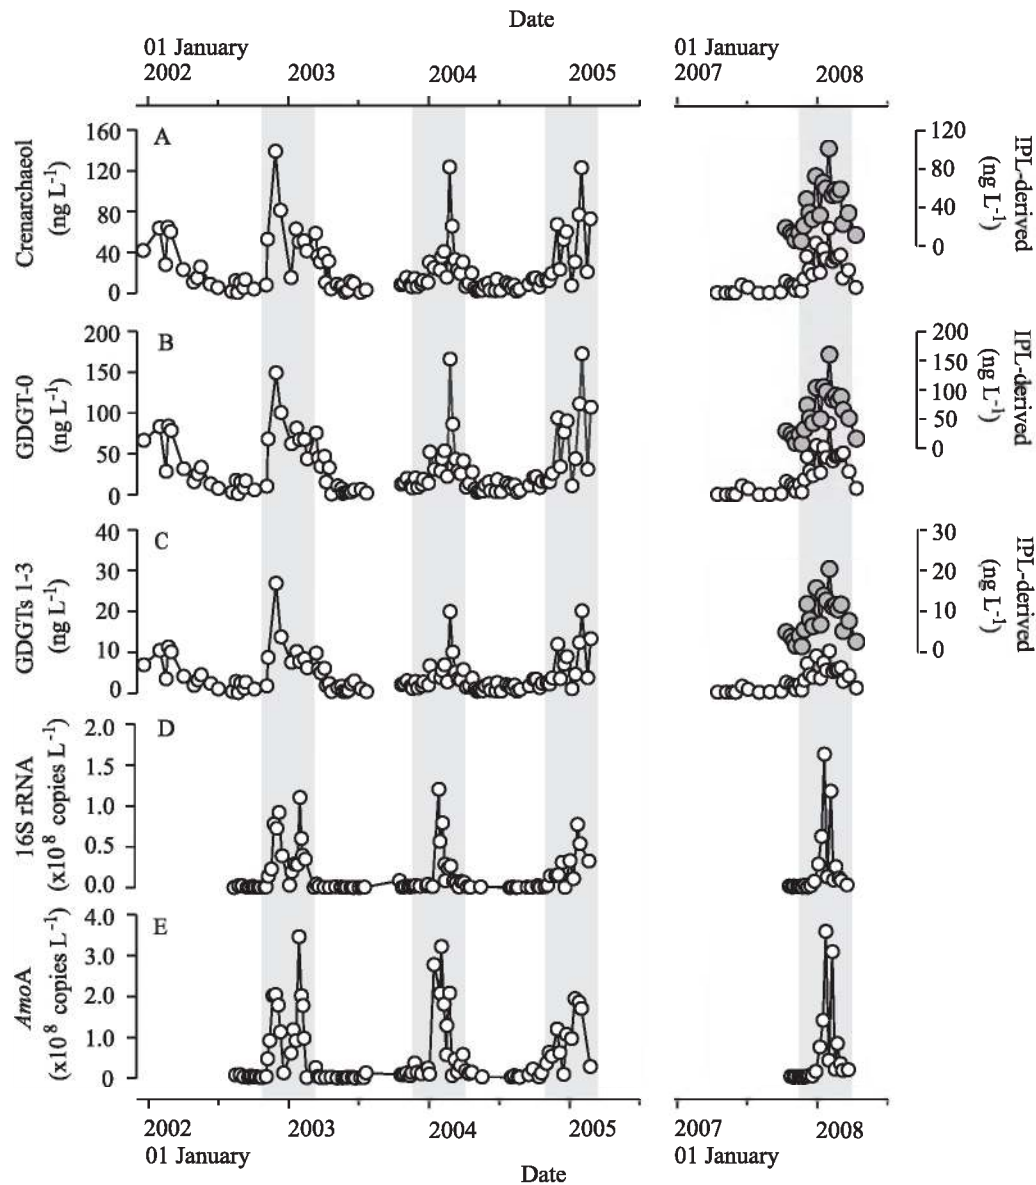 Date
01 January
2002 2003 2004 2005
01 January
2007 2008
A
Crenarchaeol
(ng L⁻¹)
160
120
80
40
0
IPL-derived
(ng L⁻¹)
120
80
40
0
B
GDGT-0
(ng L⁻¹)
200
150
100
50
0
IPL-derived
(ng L⁻¹)
200
150
100
50
0
C
GDGTs 1-3
(ng L⁻¹)
40
30
20
10
0
IPL-derived
(ng L⁻¹)
30
20
10
0
D
16S rRNA
(x10⁸ copies L⁻¹)
2.0
1.5
1.0
0.5
0.0
E
AmoA
(x10⁸ copies L⁻¹)
4.0
3.0
2.0
1.0
0
2002 2003 2004 2005
01 January
2007 2008
01 January
Date